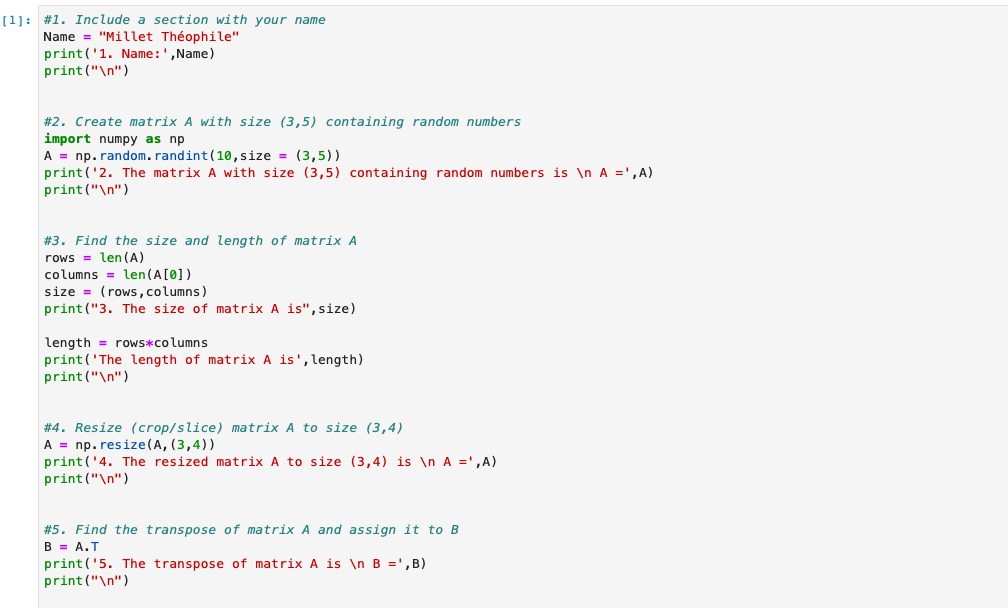 [1]: #1. Include a section with your name
Name = "Millet Théophile"
print('1. Name:',Name)
print("\n")
#2. Create matrix A with size (3,5) containing random numbers
import numpy as np
A = np.random.randint(10,size = (3,5))
print('2. The matrix A with size (3,5) containing random numbers is \n A =',A)
print("\n")
#3. Find the size and length of matrix A
rows = len(A)
columns = len(A[0])
size = (rows,columns)
print("3. The size of matrix A is",size)
length = rows*columns
print('The length of matrix A is',length)
print("\n")
#4. Resize (crop/slice) matrix A to size (3,4)
A = np.resize(A,(3,4))
print('4. The resized matrix A to size (3,4) is \n A =',A)
print("\n")
#5. Find the transpose of matrix A and assign it to B
B = A.T
print('5. The transpose of matrix A is \n B =',B)
print("\n")